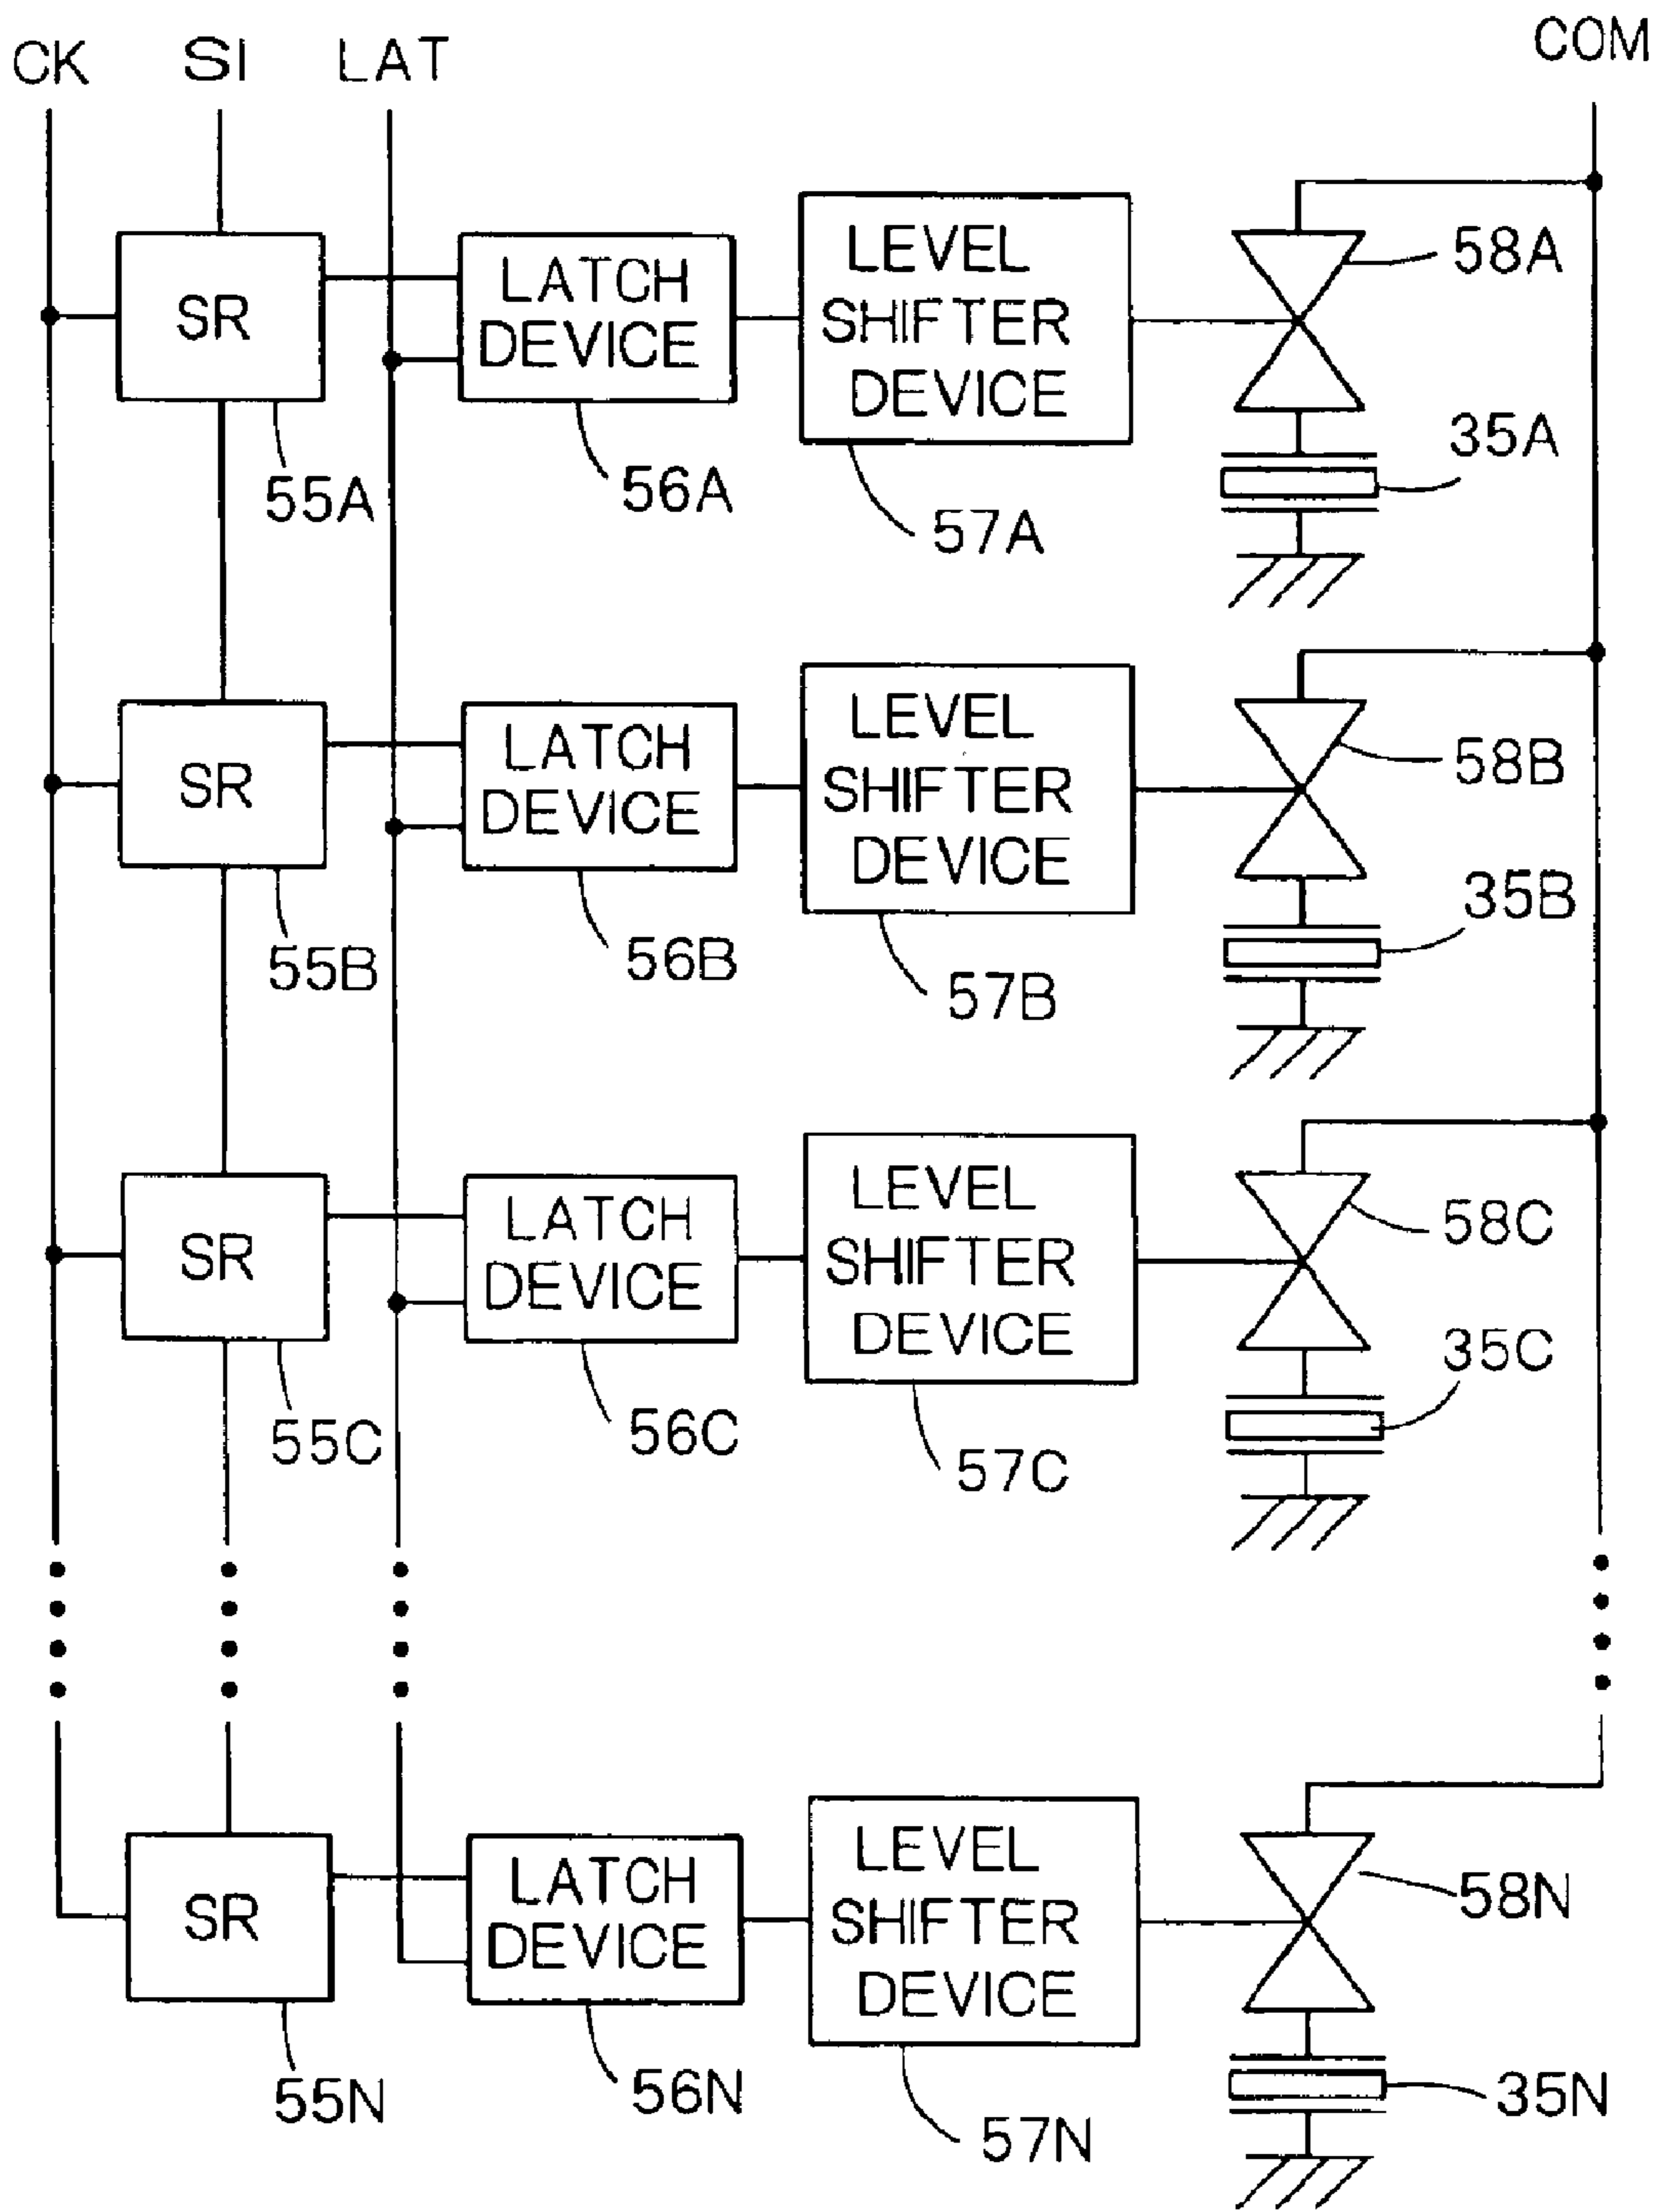 CK SI LAT COM
SR
LATCH
DEVICE
LEVEL
SHIFTER
DEVICE
58A
35A
55A
56A
57A
SR
LATCH
DEVICE
LEVEL
SHIFTER
DEVICE
58B
35B
55B
56B
57B
SR
LATCH
DEVICE
LEVEL
SHIFTER
DEVICE
58C
35C
55C
56C
57C
SR
LATCH
DEVICE
LEVEL
SHIFTER
DEVICE
58N
35N
55N
56N
57N